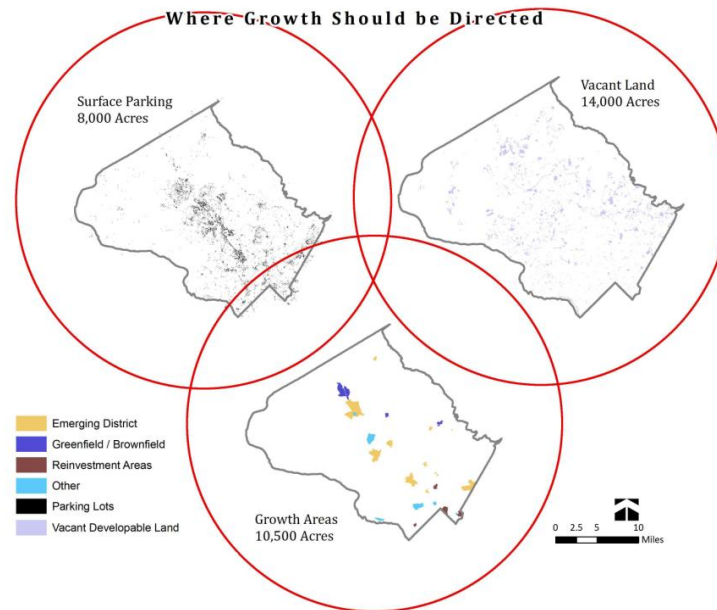 Where Growth Should be Directed
Surface Parking
8,000 Acres
Vacant Land
14,000 Acres
Emerging District
Greenfield / Brownfield
Reinvestment Areas
Other
Parking Lots
Vacant Developable Land
Growth Areas
10,500 Acres
0 2.5 5 10
Miles